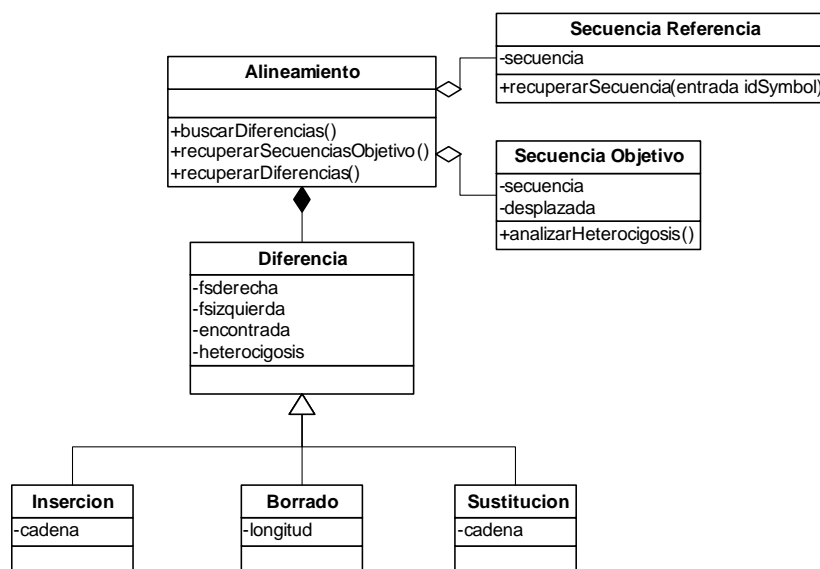 Secuencia Referencia
-secuencia
+recuperarSecuencia(entrada idSymbol)
Alineamiento
+buscarDiferencias()
+recuperarSecuenciasObjetivo()
+recuperarDiferencias()
Secuencia Objetivo
-secuencia
-desplazada
+analizarHeterocigosis()
Diferencia
-fsderecha
-fsizquierda
-encontrada
-heterocigosis
Insercion
-cadena
Borrado
-longitud
Sustitucion
-cadena